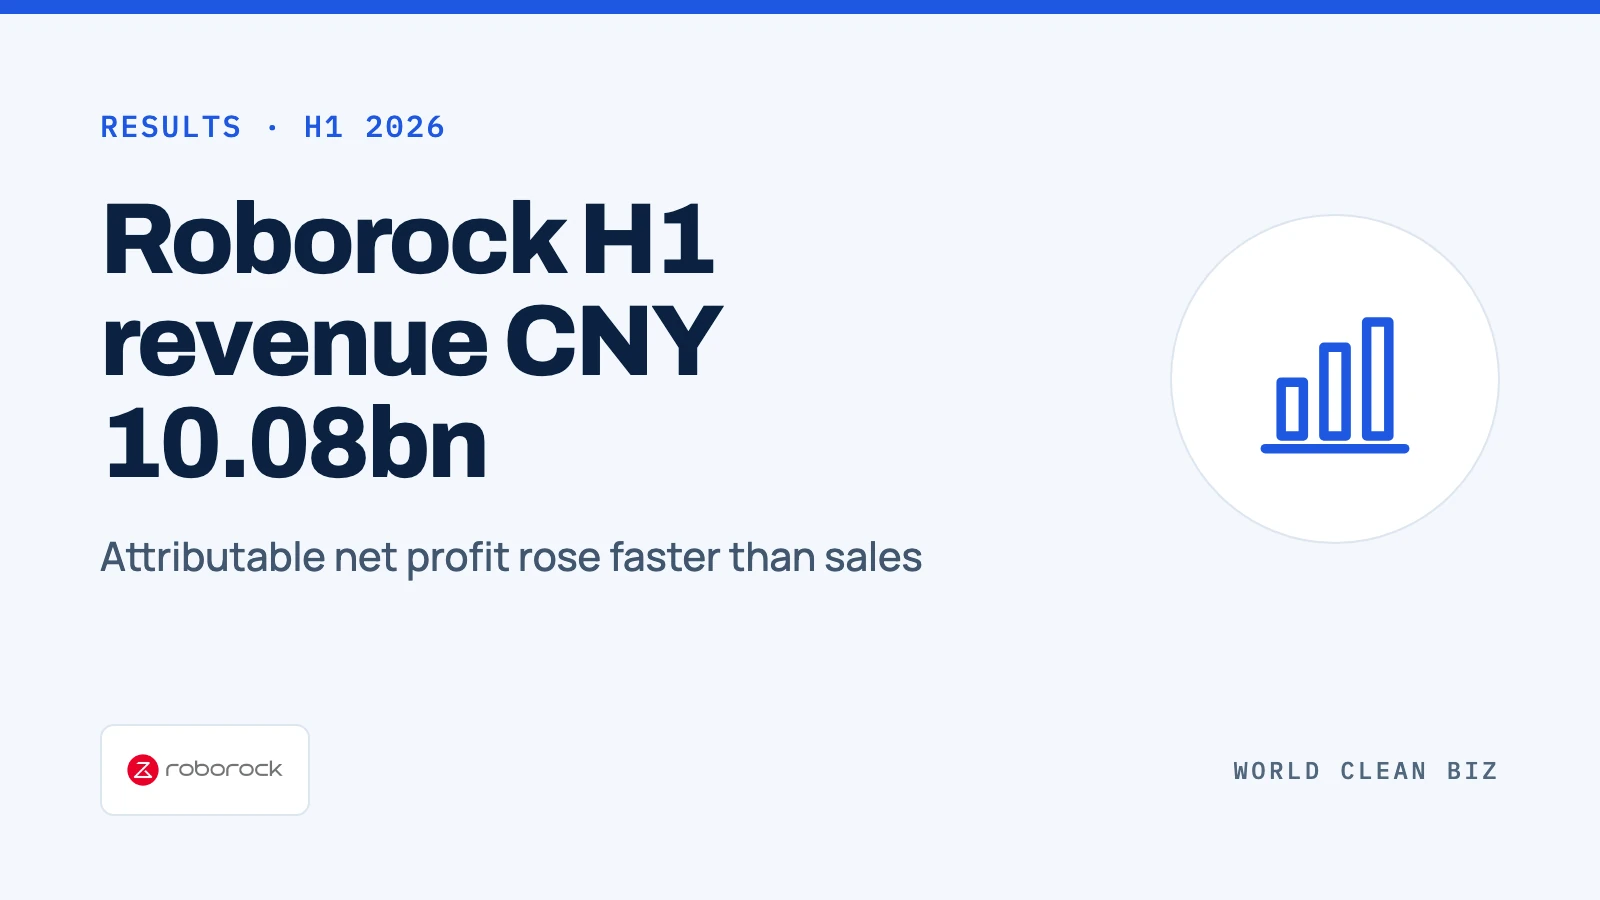 RESULTS · H1 2026
Roborock H1
revenue CNY
10.08bn
Attributable net profit rose faster than sales
roborock
WORLD CLEAN BIZ